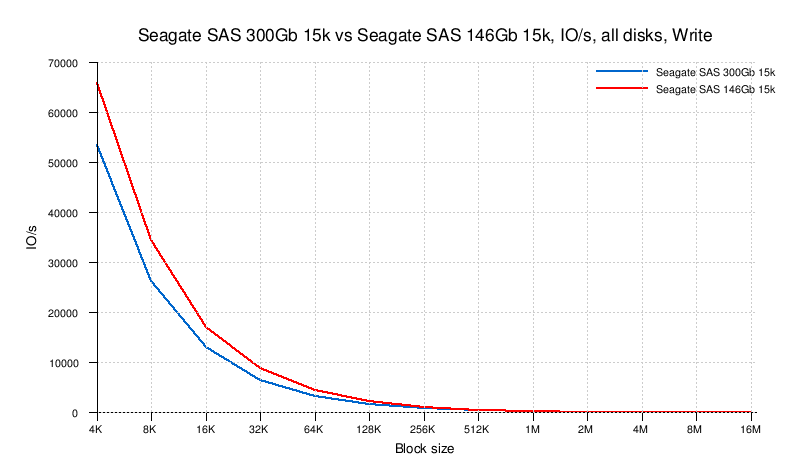 Seagate SAS 300Gb 15k vs Seagate SAS 146Gb 15k, IO/s, all disks, Write
Seagate SAS 300Gb 15k
Seagate SAS 146Gb 15k
70000
60000
50000
40000
30000
20000
10000
0
IO/s
4K 8K 16K 32K 64K 128K 256K 512K 1M 2M 4M 8M 16M
Block size